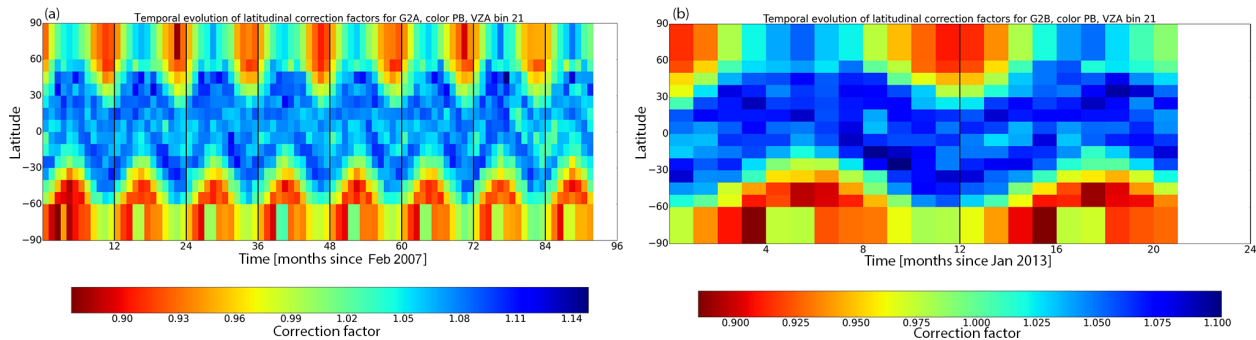 (a)
Temporal evolution of latitudinal correction factors for G2A, color PB, VZA bin 21
90
60
30
0
−30
−60
−90
Latitude
12 24 36 48 60 72 84 96
Time [months since Feb 2007]
0.90 0.93 0.96 0.99 1.02 1.05 1.08 1.11 1.14
Correction factor
(b)
Temporal evolution of latitudinal correction factors for G2B, color PB, VZA bin 21
90
60
30
0
−30
−60
−90
Latitude
4 8 12 16 20 24
Time [months since Jan 2013]
0.900 0.925 0.950 0.975 1.000 1.025 1.050 1.075 1.100
Correction factor